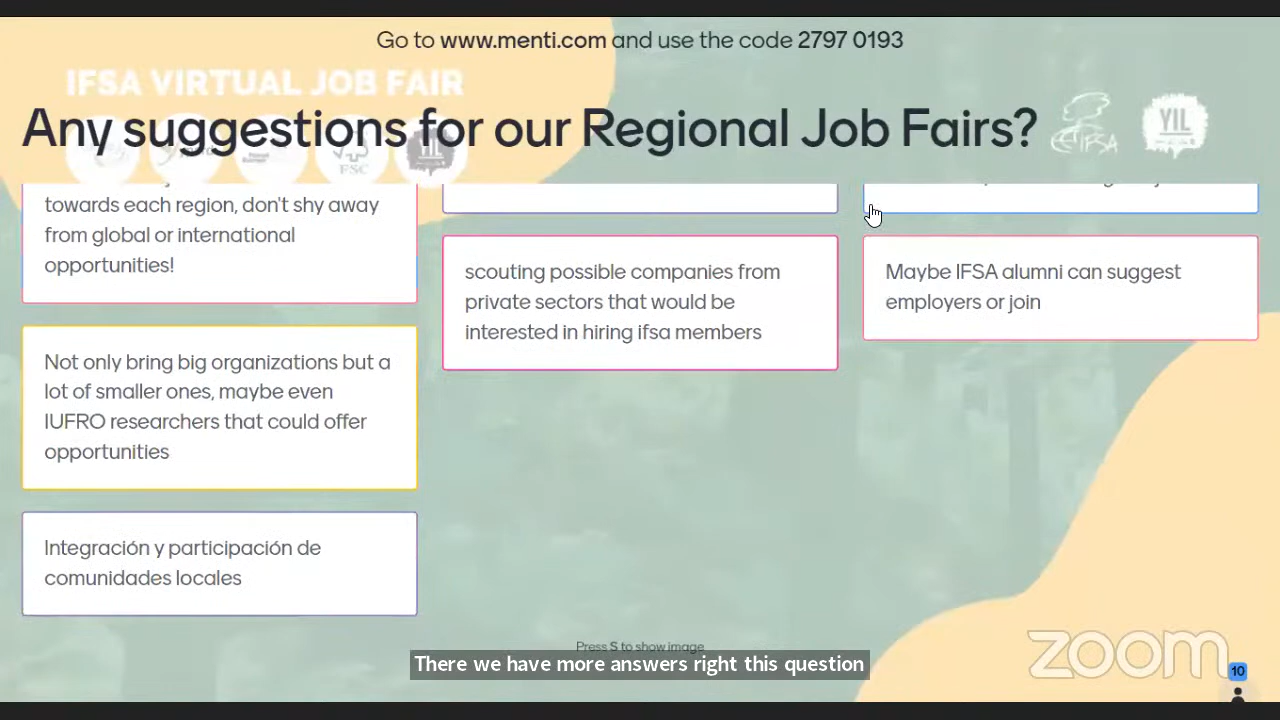 Go to www.menti.com and use the code 2797 0193
IFSA VIRTUAL JOB FAIR
Any suggestions for our Regional Job Fairs?
IFSA
YIL
FSC
YIL
towards each region, don't shy away
from global or international
opportunities!
Not only bring big organizations but a
lot of smaller ones, maybe even
IUFRO researchers that could offer
opportunities
Integración y participación de
comunidades locales
scouting possible companies from
private sectors that would be
interested in hiring ifsa members
Maybe IFSA alumni can suggest
employers or join
Press S to show image
There we have more answers right this question
zoom
10